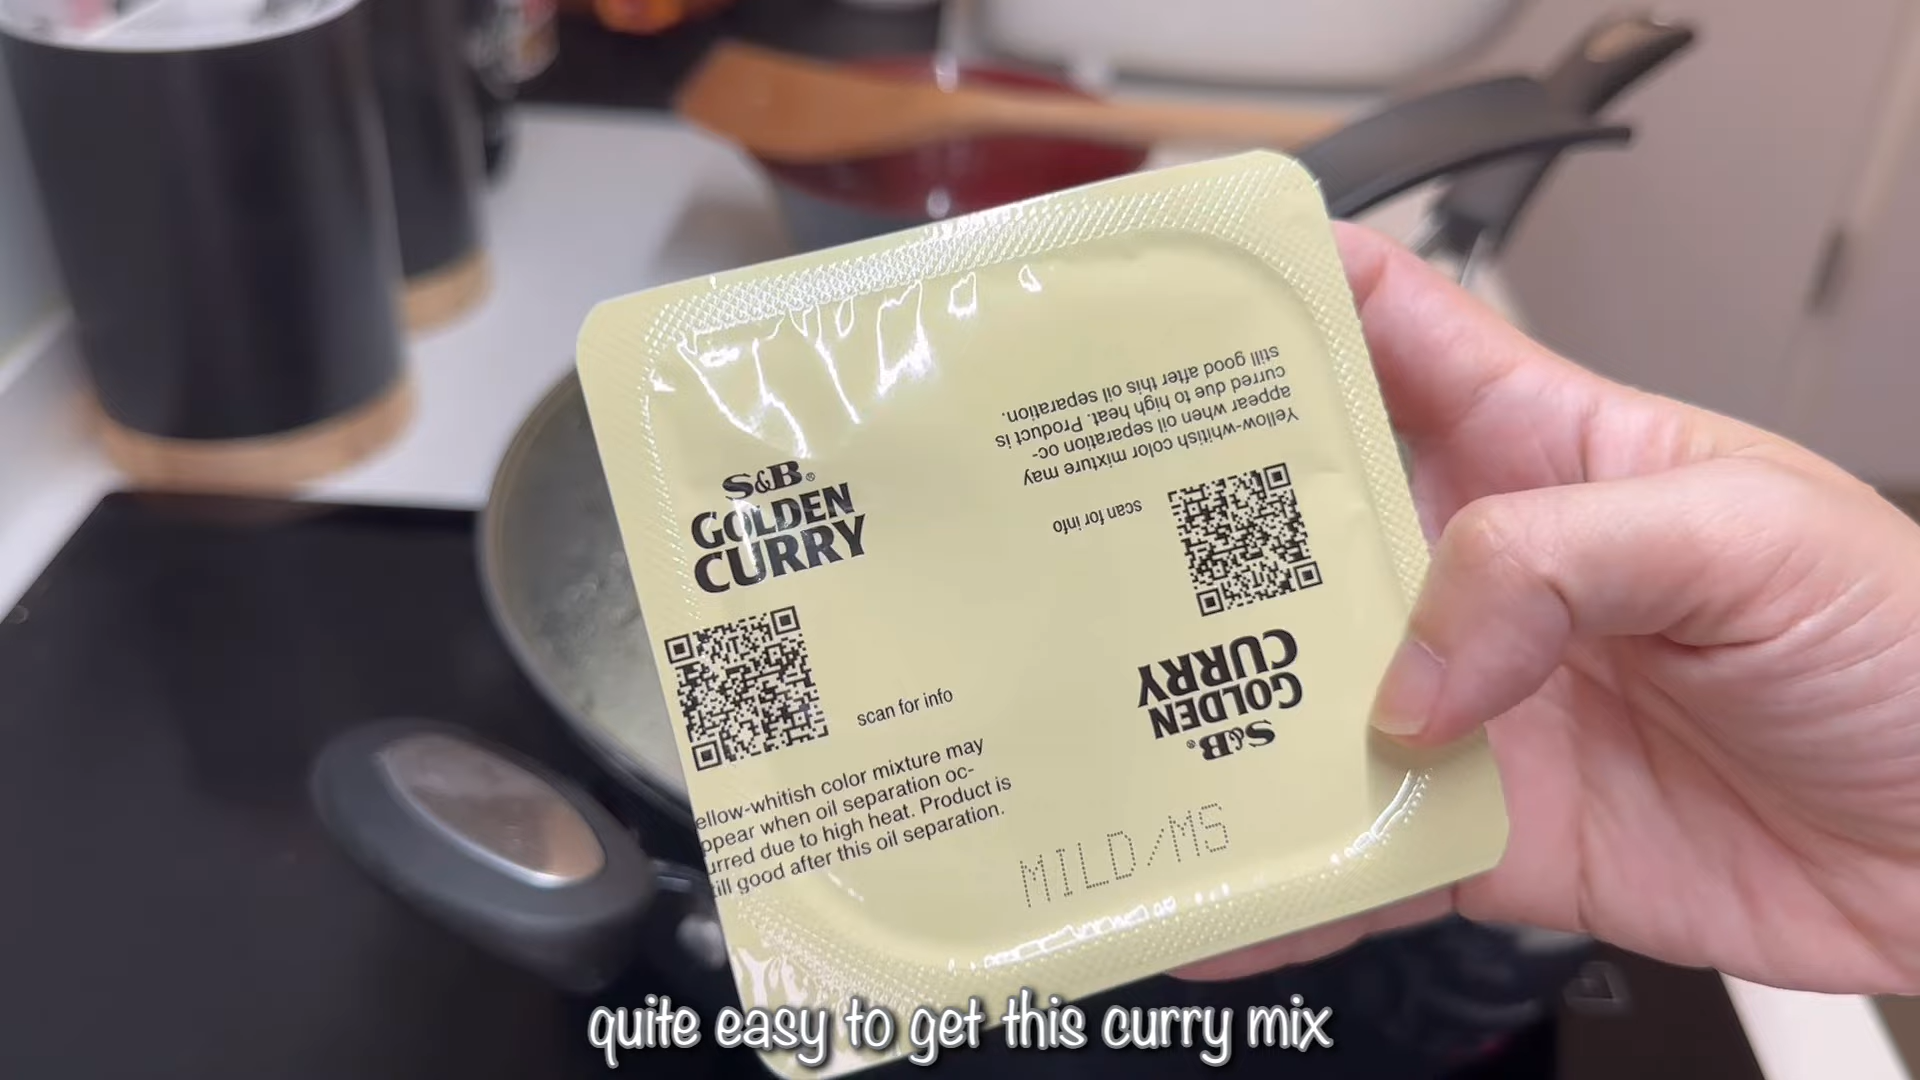 S&B®
GOLDEN
CURRY
scan for info
ellow-whitish color mixture may
ppear when oil separation oc-
urred due to high heat. Product is
ill good after this oil separation.
Yellow-whitish color mixture may
appear when oil separation oc-
curred due to high heat. Product is
still good after this oil separation.
scan for info
S&B®
GOLDEN
CURRY
MILD/MS
quite easy to get this curry mix